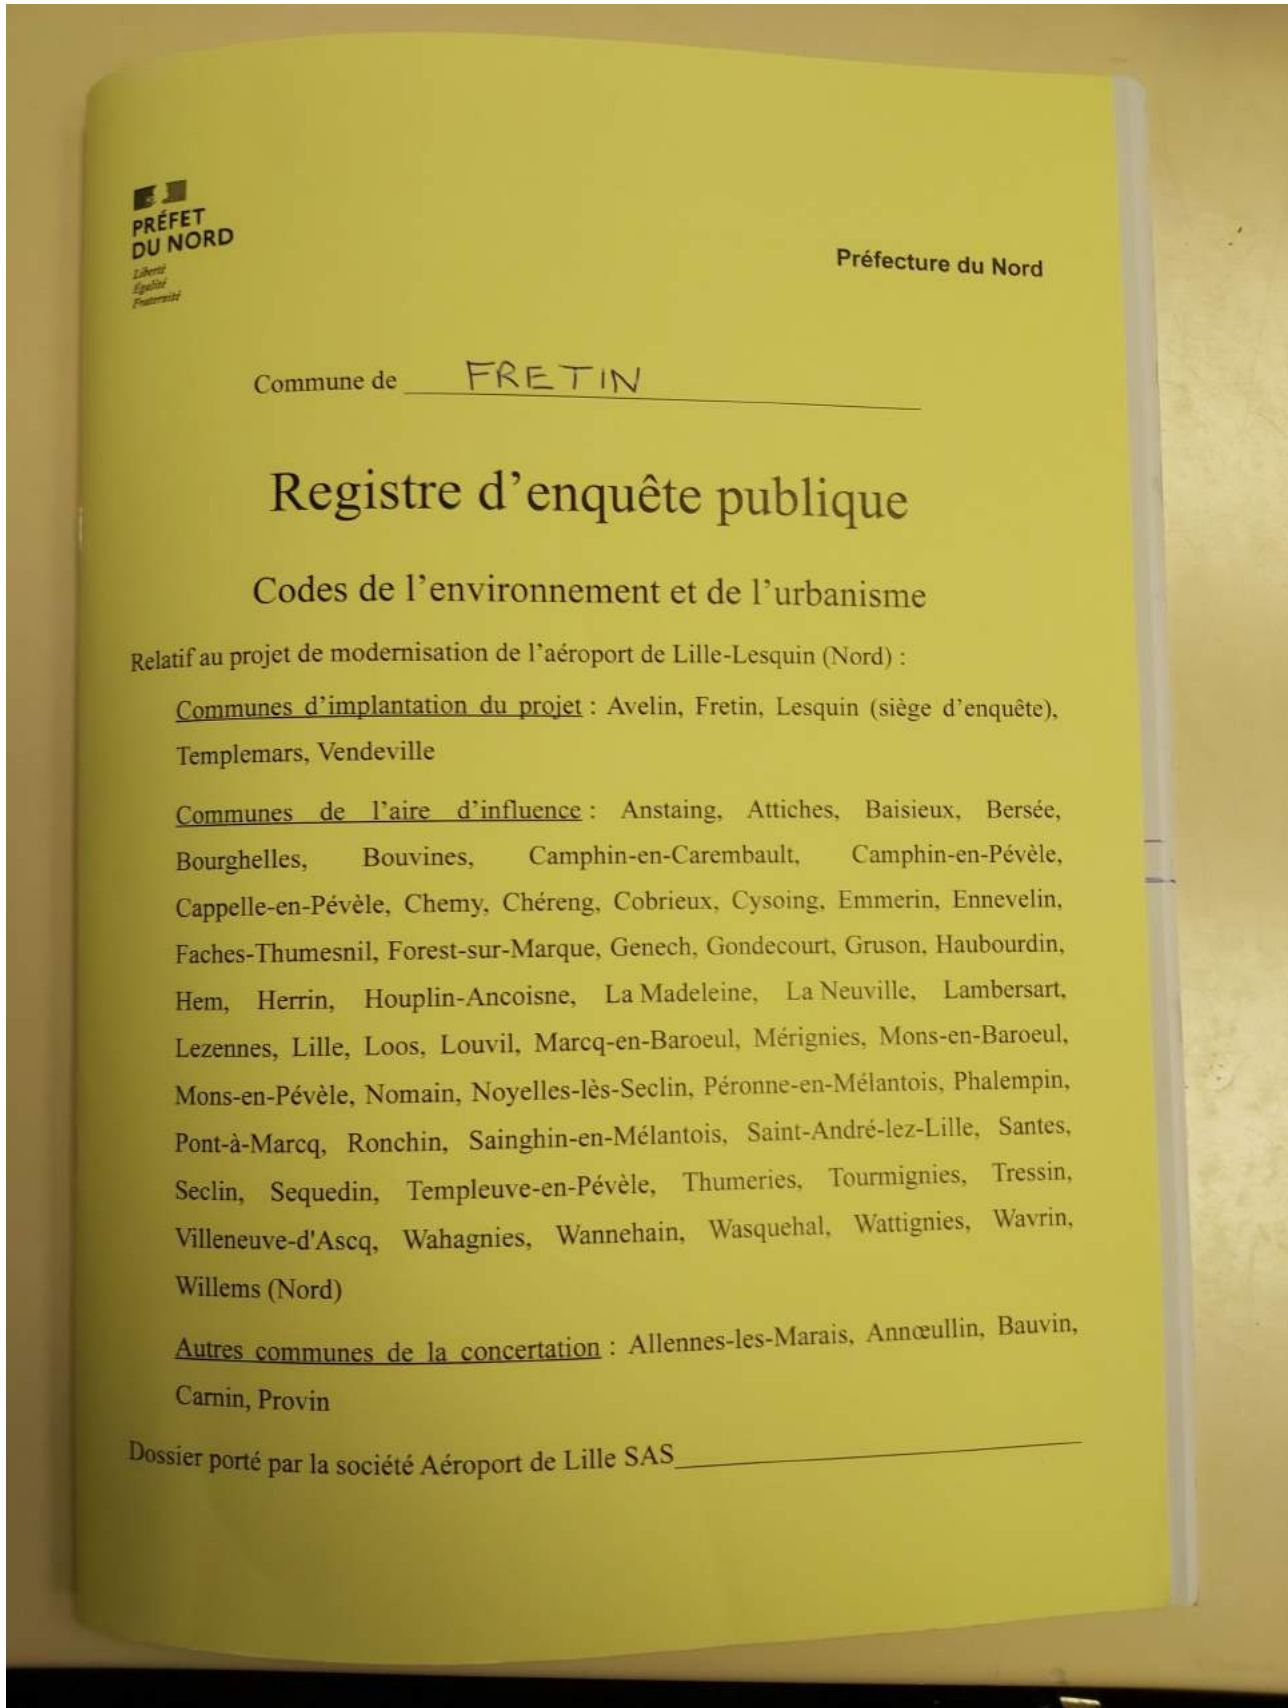 PRÉFET
DU NORD
Liberté
Égalité
Fraternité
Préfecture du Nord
Commune de FRETIN
Registre d'enquête publique
Codes de l'environnement et de l'urbanisme
Relatif au projet de modernisation de l'aéroport de Lille-Lesquin (Nord) :
Communes d'implantation du projet : Avelin, Fretin, Lesquin (siège d'enquête),
Templemars, Vendeville
Communes de l'aire d'influence : Anstaing, Attiches, Baisieux, Bersée,
Bourghelles, Bouvines, Camphin-en-Carembault, Camphin-en-Pévèle,
Cappelle-en-Pévèle, Chemy, Chéreng, Cobrieux, Cysoing, Emmerin, Ennevelin,
Faches-Thumesnil, Forest-sur-Marque, Genech, Gondecourt, Gruson, Haubourdin,
Hem, Herrin, Houplin-Ancoisne, La Madeleine, La Neuville, Lambersart,
Lezennes, Lille, Loos, Louvil, Marcq-en-Baroeul, Mérignies, Mons-en-Baroeul,
Mons-en-Pévèle, Nomain, Noyelles-lès-Seclin, Péronne-en-Mélantois, Phalempin,
Pont-à-Marcq, Ronchin, Sainghin-en-Mélantois, Saint-André-lez-Lille, Santes,
Seclin, Sequedin, Templeuve-en-Pévèle, Thumeries, Tourmignies, Tressin,
Villeneuve-d'Ascq, Wahagnies, Wannehain, Wasquehal, Wattignies, Wavrin,
Willems (Nord)
Autres communes de la concertation : Allennes-les-Marais, Annœullin, Bauvin,
Carnin, Provin
Dossier porté par la société Aéroport de Lille SAS